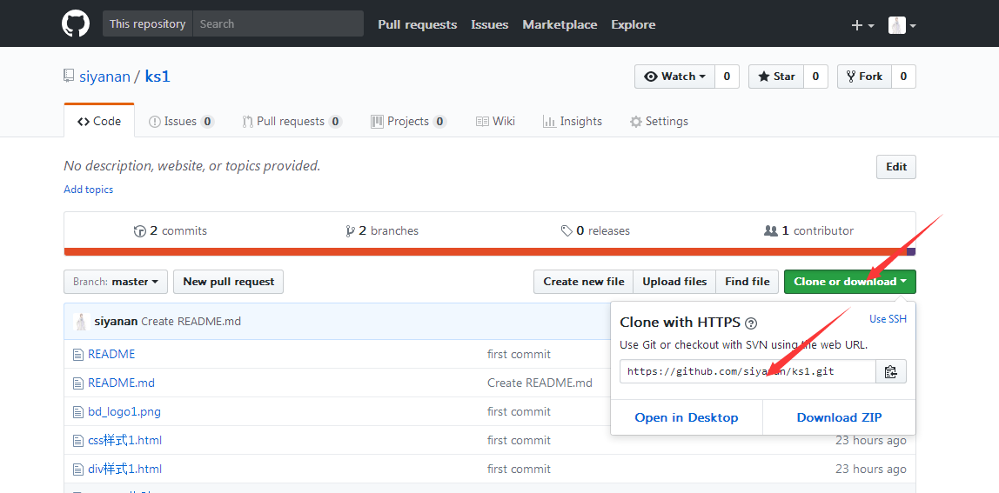 This repository Search Pull requests Issues Marketplace Explore
siyanan / ks1
Watch 0 Star 0 Fork 0
Code Issues 0 Pull requests 0 Projects 0 Wiki Insights Settings
No description, website, or topics provided. Edit
Add topics
2 commits 2 branches 0 releases 1 contributor
Branch: master New pull request Create new file Upload files Find file Clone or download
siyanan Create README.md
Clone with HTTPS ? Use SSH
Use Git or checkout with SVN using the web URL.
https://github.com/siyanan/ks1.git
Open in Desktop Download ZIP
README first commit
README.md Create README.md
bd_logo1.png first commit
css样式1.html first commit 23 hours ago
div样式1.html first commit 23 hours ago